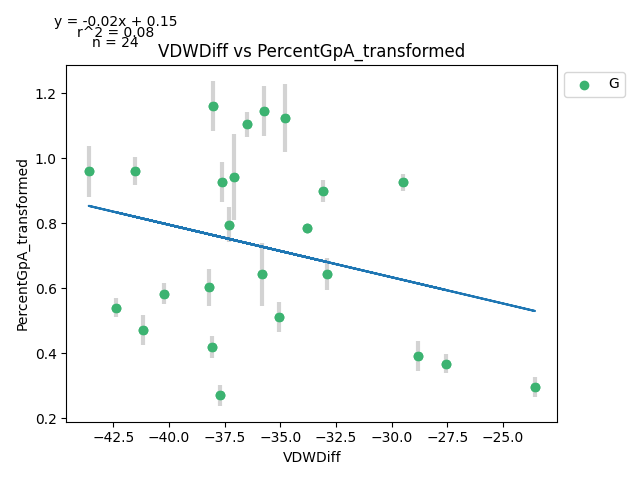 y = -0.02x + 0.15
r^2 = 0.08
n = 24
VDWDiff vs PercentGpA_transformed
G
PercentGpA_transformed
1.2
1.0
0.8
0.6
0.4
0.2
−42.5 −40.0 −37.5 −35.0 −32.5 −30.0 −27.5 −25.0
VDWDiff